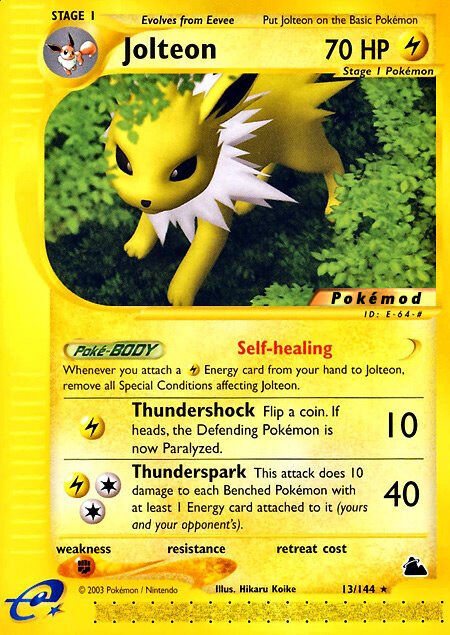 STAGE 1 Evolves from Eevee Put Jolteon on the Basic Pokémon
Jolteon 70 HP
Stage 1 Pokémon
Pokémod
ID: E-64-#
Poké-BODY Self-healing
Whenever you attach a Energy card from your hand to Jolteon,
remove all Special Conditions affecting Jolteon.
Thundershock Flip a coin. If
heads, the Defending Pokémon is
now Paralyzed.
10
Thunderspark This attack does 10
damage to each Benched Pokémon with
at least 1 Energy card attached to it (yours
and your opponent's).
40
weakness resistance retreat cost
© 2003 Pokémon / Nintendo Illus. Hikaru Koike 13/144 ★
e